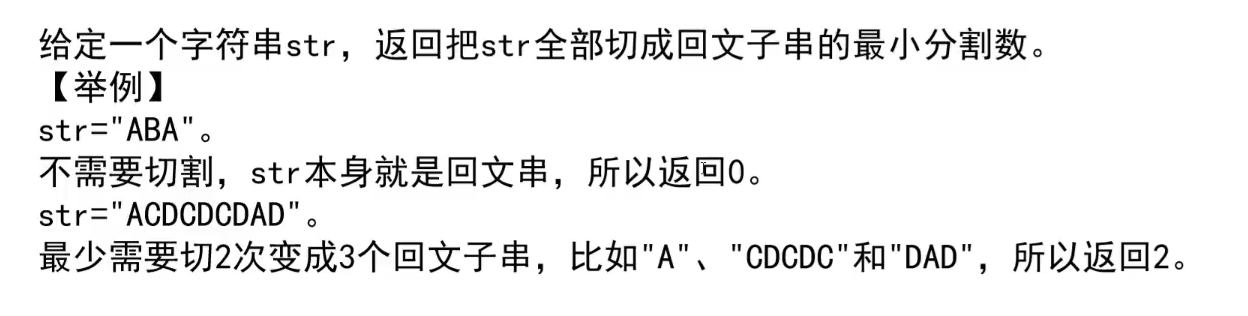 给定一个字符串str，返回把str全部切成回文子串的最小分割数。
【举例】
str="ABA"。
不需要切割，str本身就是回文串，所以返回0。
str="ACDCDCDAD"。
最少需要切2次变成3个回文子串，比如"A"、"CDCDC"和"DAD"，所以返回2。